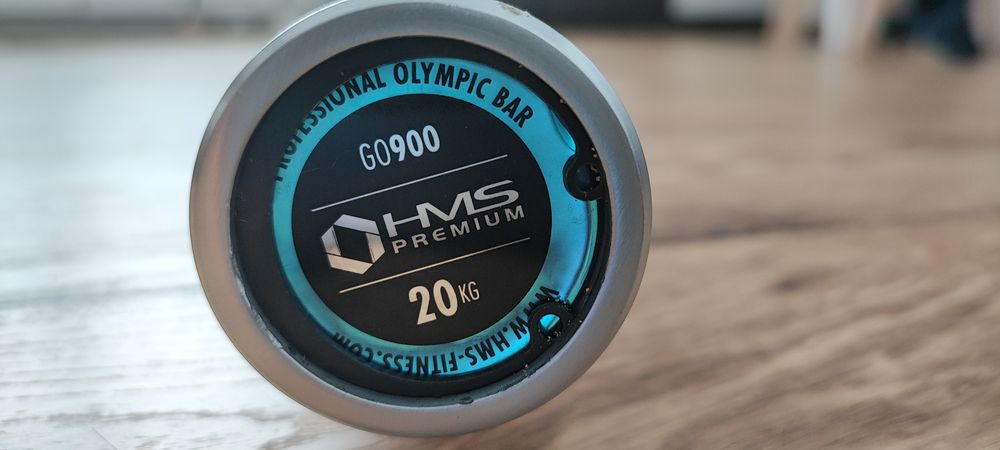 PROFESSIONAL OLYMPIC BAR
GO900
HMS
PREMIUM
20KG
WWW.HMS-FITNESS.COM